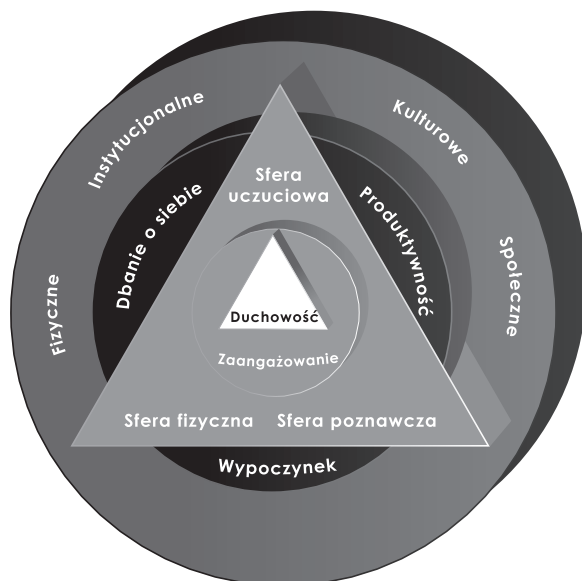 Instytucjonalne
Kulturowe
Sfera
uczuciowa
Dbanie o siebie
Produktywność
Społeczne
Fizyczne
Duchowość
Zaangażowanie
Sfera fizyczna
Sfera poznawcza
Wypoczynek